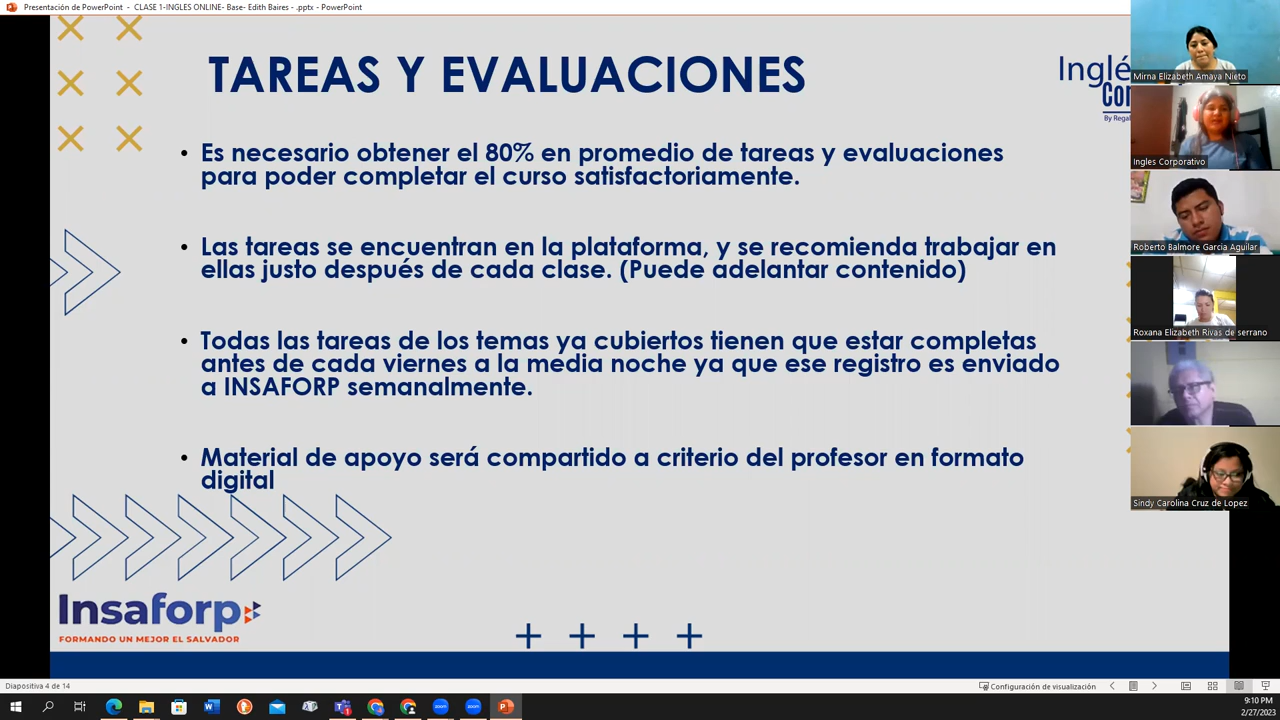 Presentación de PowerPoint - CLASE 1-INGLES ONLINE- Base- Edith Baires - .pptx - PowerPoint
TAREAS Y EVALUACIONES
Inglé
Cor
By Regal
• Es necesario obtener el 80% en promedio de tareas y evaluaciones
para poder completar el curso satisfactoriamente.
• Las tareas se encuentran en la plataforma, y se recomienda trabajar en
ellas justo después de cada clase. (Puede adelantar contenido)
• Todas las tareas de los temas ya cubiertos tienen que estar completas
antes de cada viernes a la media noche ya que ese registro es enviado
a INSAFORP semanalmente.
• Material de apoyo será compartido a criterio del profesor en formato
digital
Insaforp
FORMANDO UN MEJOR EL SALVADOR
Mirna Elizabeth Amaya Nieto
Ingles Corporativo
Roberto Balmore Garcia Aguilar
Roxana Elizabeth Rivas de serrano
Sindy Carolina Cruz de Lopez
Diapositiva 4 de 14
Configuración de visualización
zoom
zoom
9:10 PM
2/27/2023